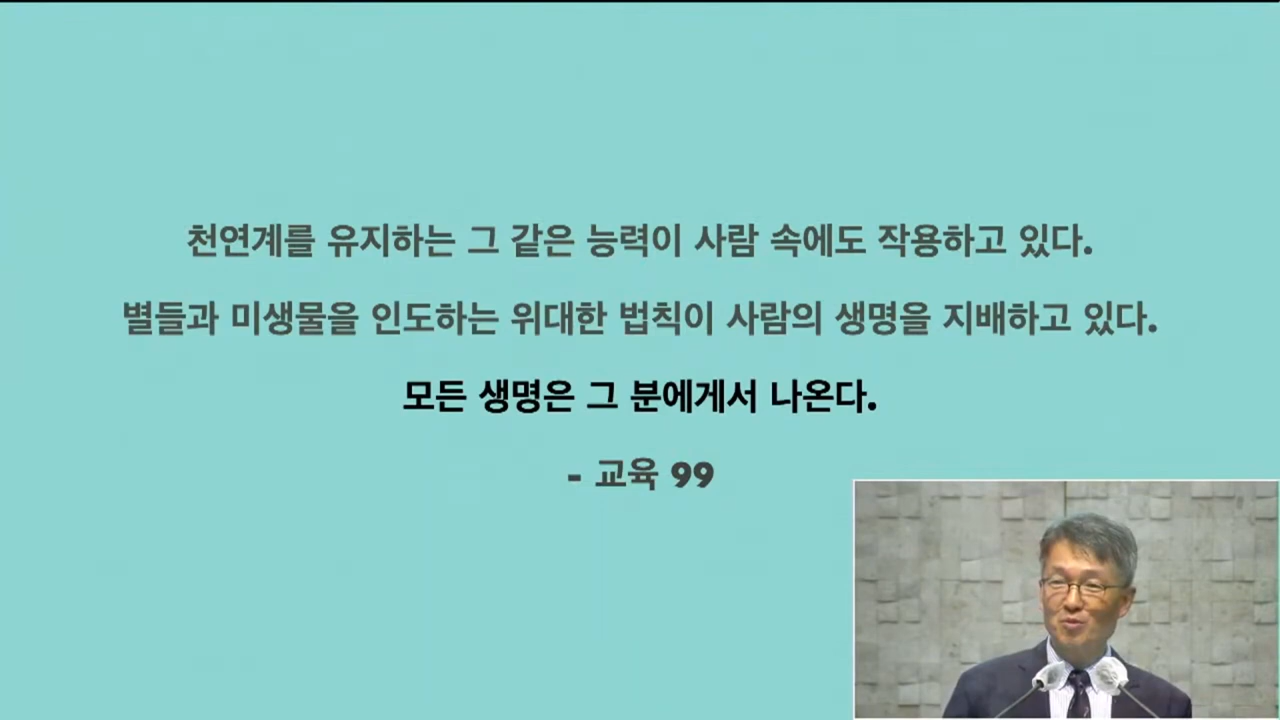 천연계를 유지하는 그 같은 능력이 사람 속에도 작용하고 있다.
별들과 미생물을 인도하는 위대한 법칙이 사람의 생명을 지배하고 있다.
모든 생명은 그 분에게서 나온다.
- 교육 99